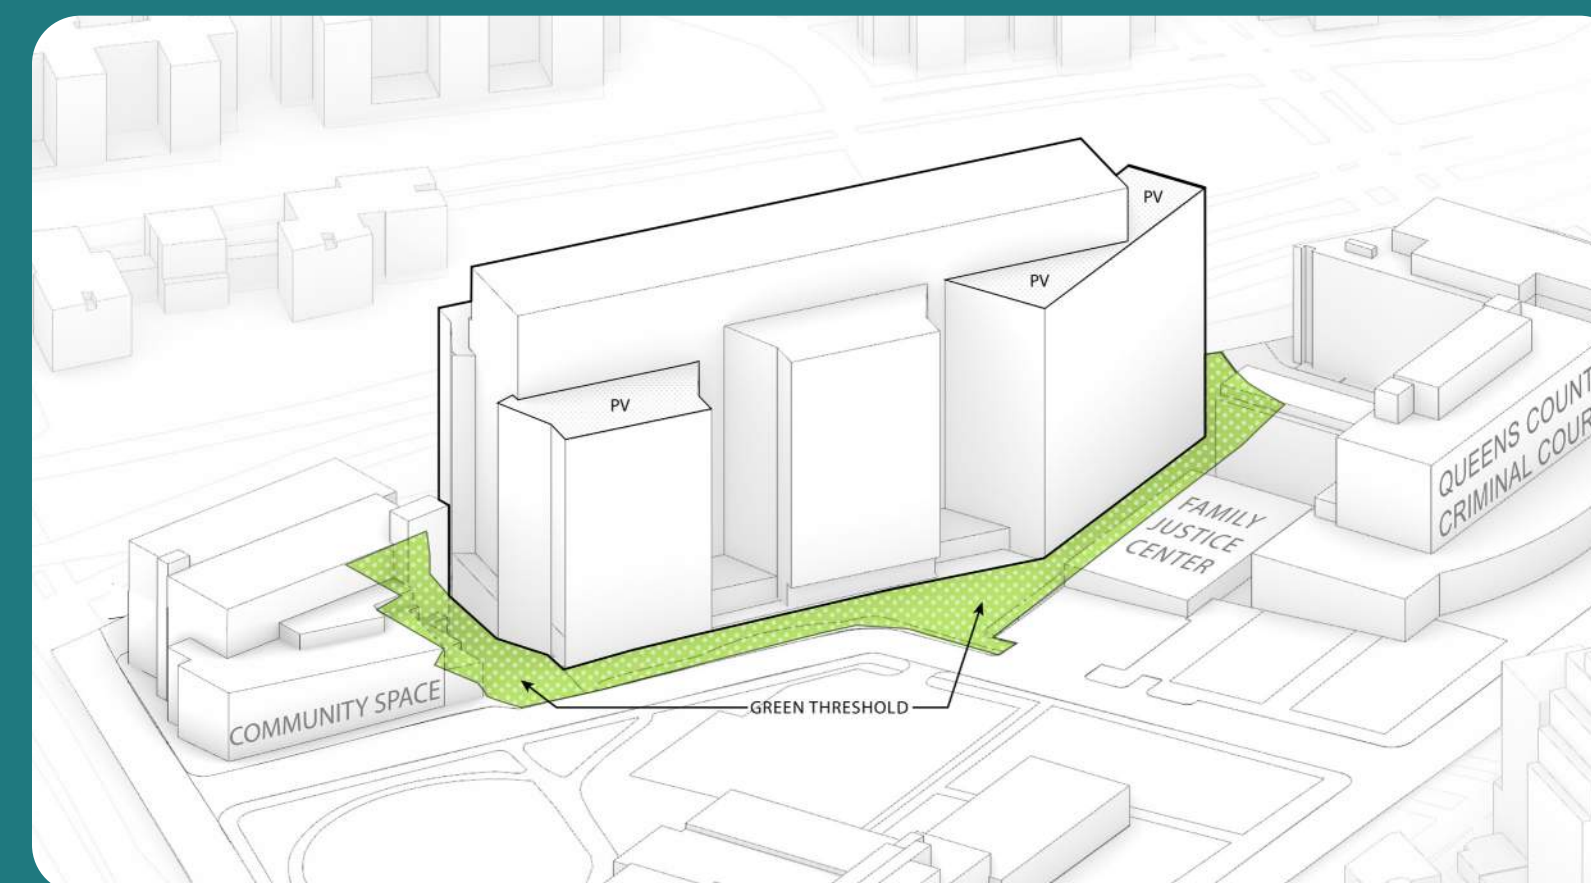 PV
PV
PV
QUEENS COUNT
CRIMINAL COUR
FAMILY
JUSTICE
CENTER
COMMUNITY SPACE
GREEN THRESHOLD